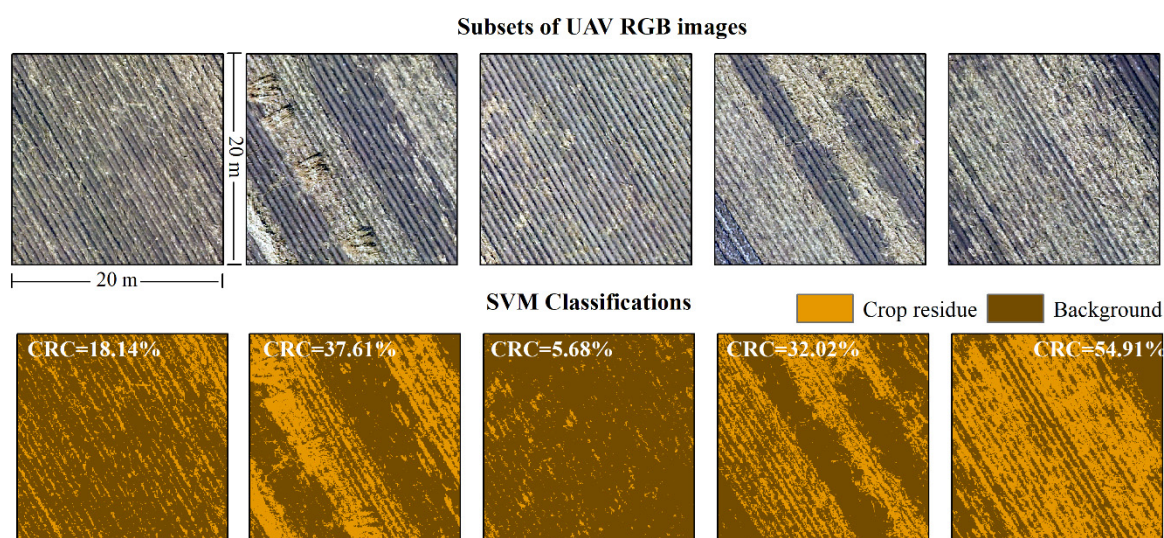 Subsets of UAV RGB images
20 m
20 m
SVM Classifications
Crop residue
Background
CRC=18.14%
CRC=37.61%
CRC=5.68%
CRC=32.02%
CRC=54.91%